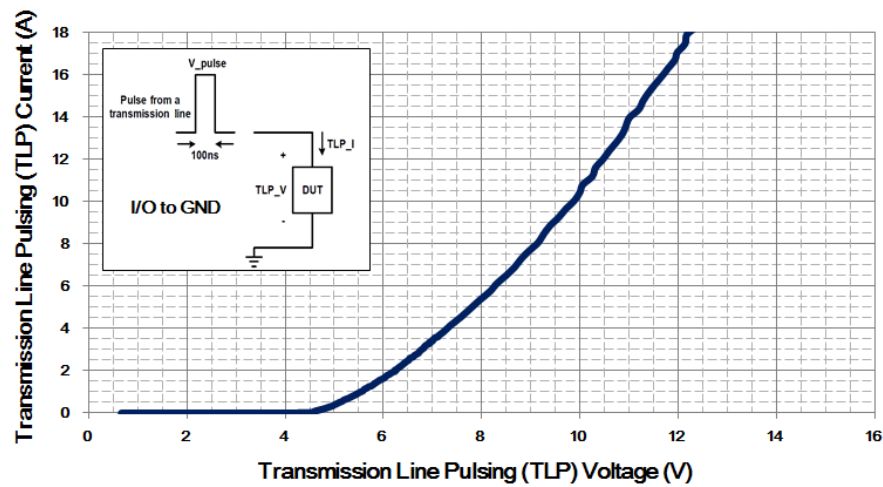 Transmission Line Pulsing (TLP) Current (A)
18
16
14
12
10
8
6
4
2
0
V_pulse
Pulse from a
transmission line
100ns
TLP_I
+
TLP_V
DUT
-
I/O to GND
0
2
4
6
8
10
12
14
16
Transmission Line Pulsing (TLP) Voltage (V)